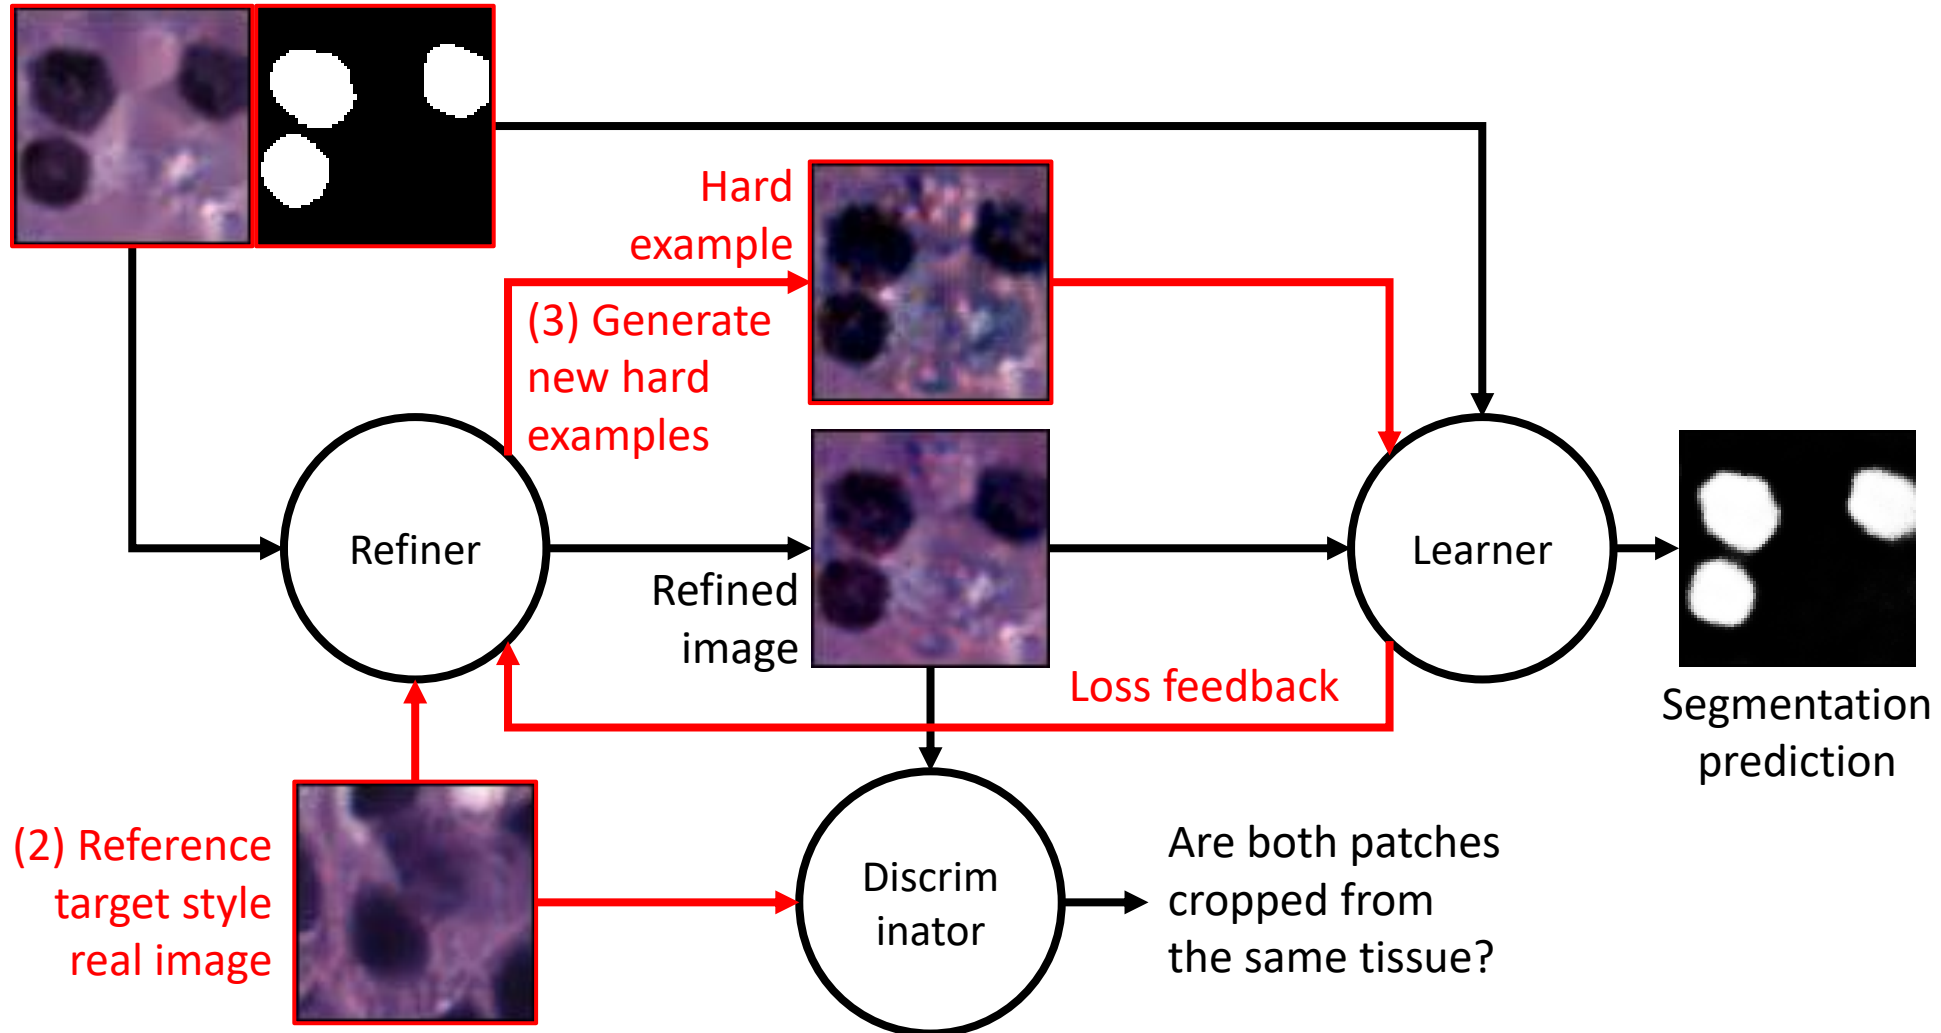 Hard
example
(3) Generate
new hard
examples
Refiner
Refined
image
Learner
Loss feedback
Segmentation
prediction
(2) Reference
target style
real image
Discrim
inator
Are both patches
cropped from
the same tissue?